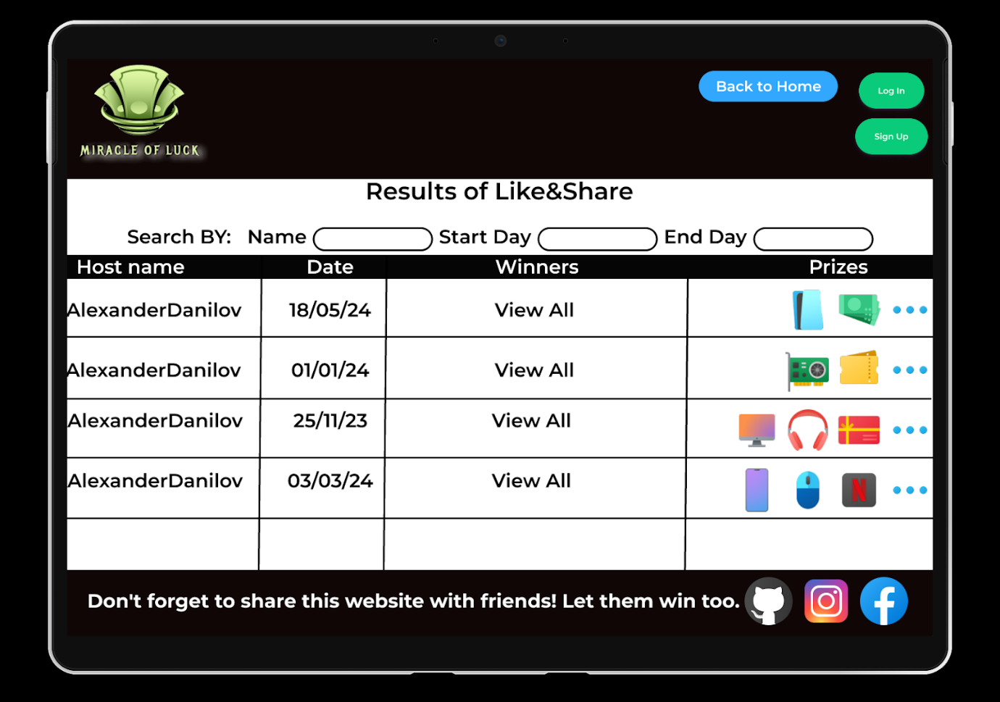 MIRACLE OF LUCK
Back to Home
Log In
Sign Up
Results of Like&Share
Search BY: Name Start Day End Day
Host name Date Winners Prizes
AlexanderDanilov 18/05/24 View All
AlexanderDanilov 01/01/24 View All
AlexanderDanilov 25/11/23 View All
AlexanderDanilov 03/03/24 View All
N
Don't forget to share this website with friends! Let them win too.